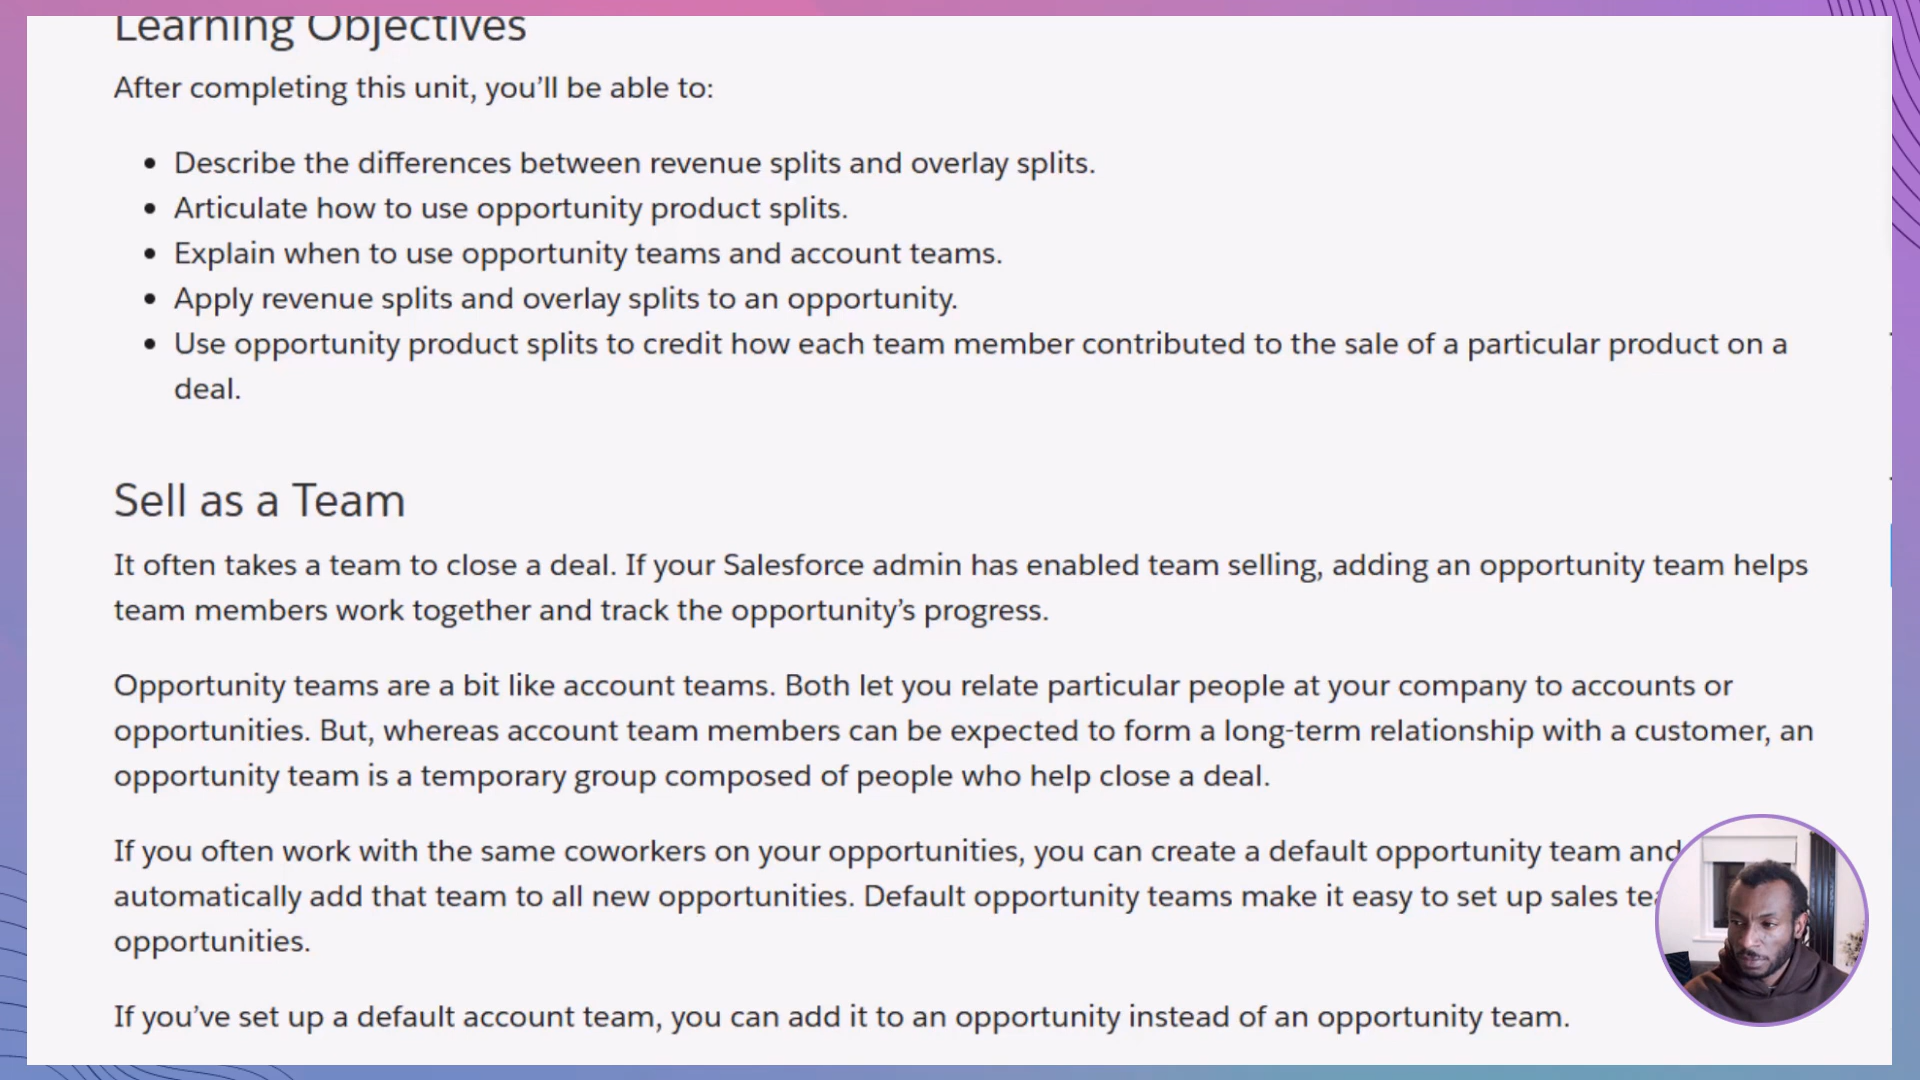 Learning Objectives
After completing this unit, you’ll be able to:
• Describe the differences between revenue splits and overlay splits.
• Articulate how to use opportunity product splits.
• Explain when to use opportunity teams and account teams.
• Apply revenue splits and overlay splits to an opportunity.
• Use opportunity product splits to credit how each team member contributed to the sale of a particular product on a
deal.
Sell as a Team
It often takes a team to close a deal. If your Salesforce admin has enabled team selling, adding an opportunity team helps
team members work together and track the opportunity’s progress.
Opportunity teams are a bit like account teams. Both let you relate particular people at your company to accounts or
opportunities. But, whereas account team members can be expected to form a long-term relationship with a customer, an
opportunity team is a temporary group composed of people who help close a deal.
If you often work with the same coworkers on your opportunities, you can create a default opportunity team and
automatically add that team to all new opportunities. Default opportunity teams make it easy to set up sales
opportunities.
If you’ve set up a default account team, you can add it to an opportunity instead of an opportunity team.